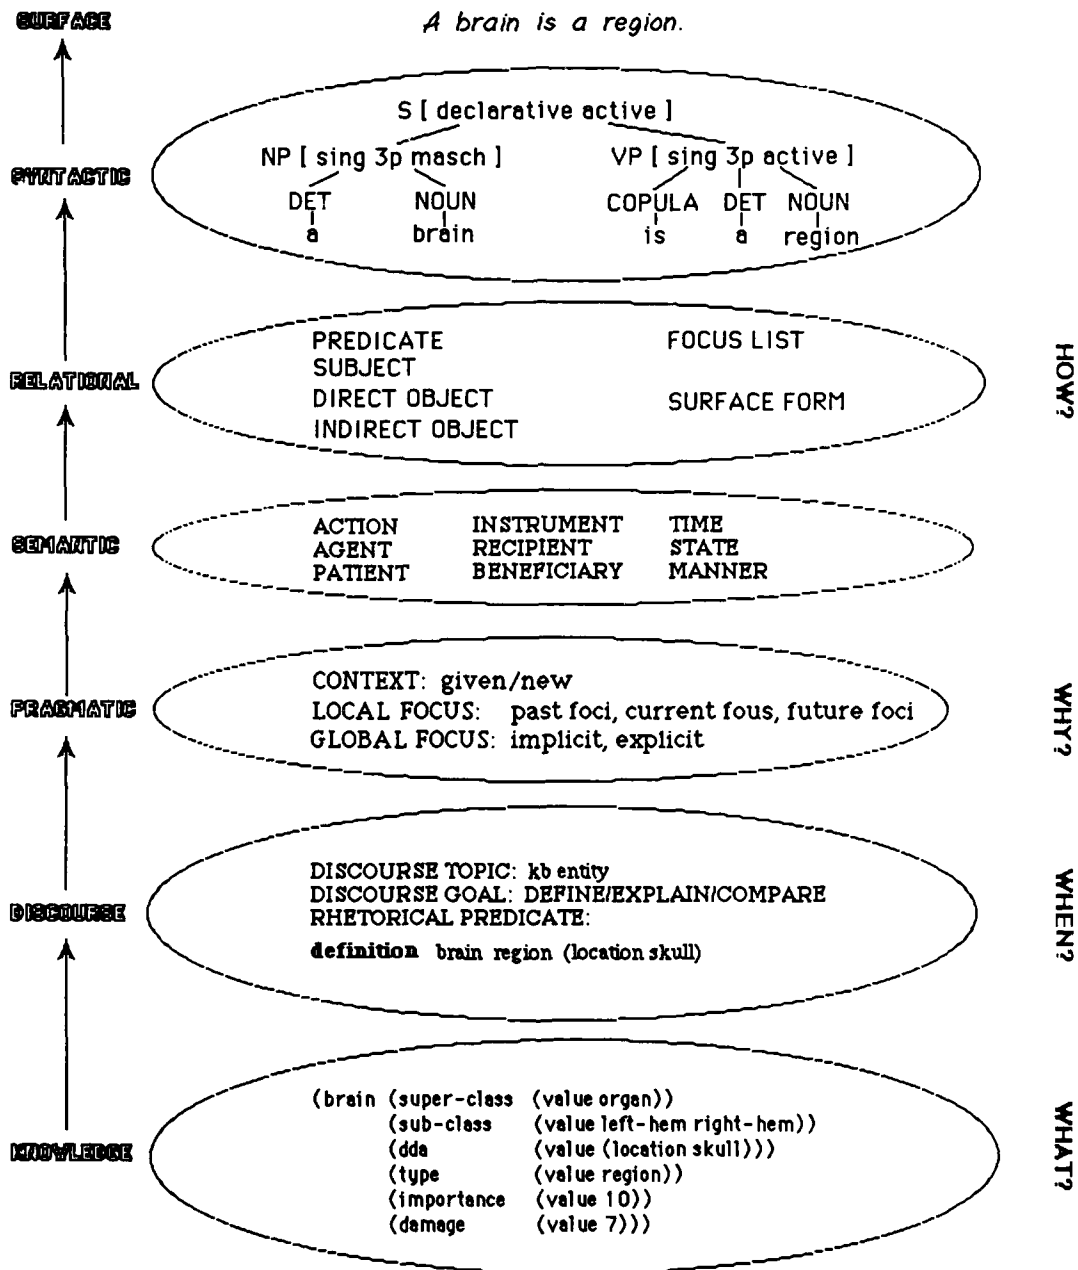 SURFACE
A brain is a region.
S [ declarative active ]
NP [ sing 3p masch ] VP [ sing 3p active ]
SYNTACTIC
DET NOUN COPULA DET NOUN
a brain is a region
PREDICATE FOCUS LIST
SUBJECT
RELATIONAL
DIRECT OBJECT SURFACE FORM
INDIRECT OBJECT
HOW?
ACTION INSTRUMENT TIME
SEMANTIC
AGENT RECIPIENT STATE
PATIENT BENEFICIARY MANNER
CONTEXT: given/new
PRAGMATIC
LOCAL FOCUS: past foci, current fous, future foci
GLOBAL FOCUS: implicit, explicit
WHY?
DISCOURSE TOPIC: kb entity
DISCOURSE GOAL: DEFINE/EXPLAIN/COMPARE
DISCOURSE
RHETORICAL PREDICATE:
definition brain region (location skull)
WHEN?
(brain (super-class (value organ))
(sub-class (value left-hem right-hem))
(dda (value (location skull)))
KNOWLEDGE
(type (value region))
(importance (value 10))
(damage (value 7)))
WHAT?